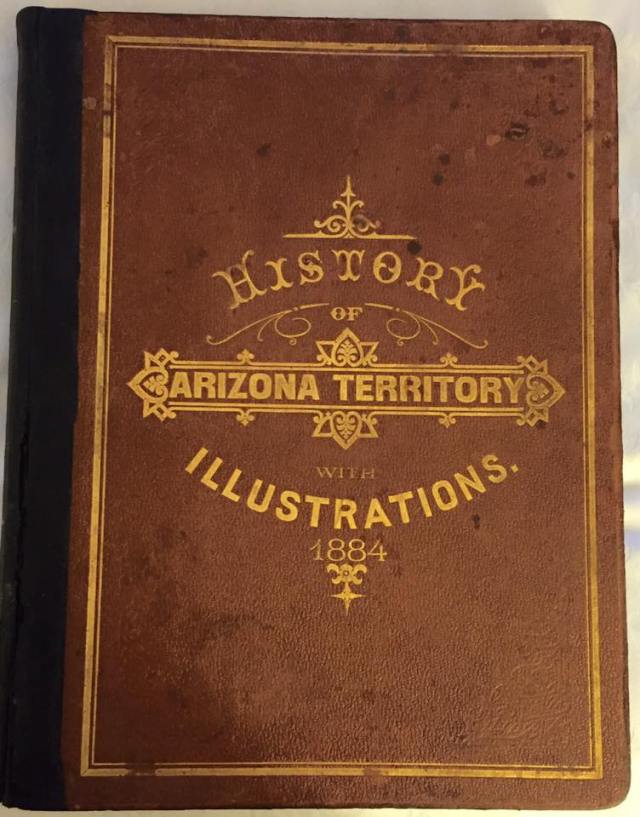 HISTORY
OF
ARIZONA TERRITORY
WITH
ILLUSTRATIONS.
1884